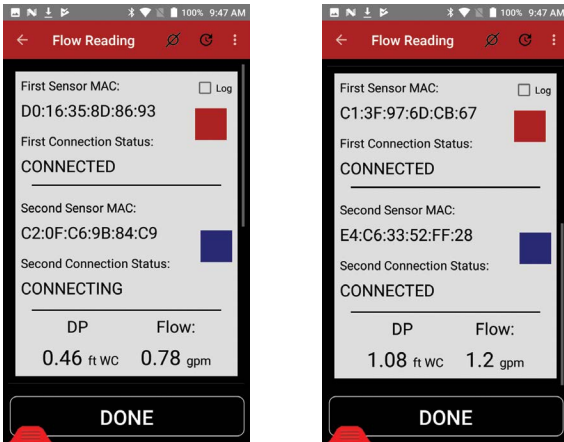 100% 9:47 AM
Flow Reading
First Sensor MAC:
Log
D0:16:35:8D:86:93
First Connection Status:
CONNECTED
Second Sensor MAC:
C2:0F:C6:9B:84:C9
Second Connection Status:
CONNECTING
DP Flow:
0.46 ft WC 0.78 gpm
DONE
100% 9:47 AM
Flow Reading
First Sensor MAC:
Log
C1:3F:97:6D:CB:67
First Connection Status:
CONNECTED
Second Sensor MAC:
E4:C6:33:52:FF:28
Second Connection Status:
CONNECTED
DP Flow:
1.08 ft WC 1.2 gpm
DONE